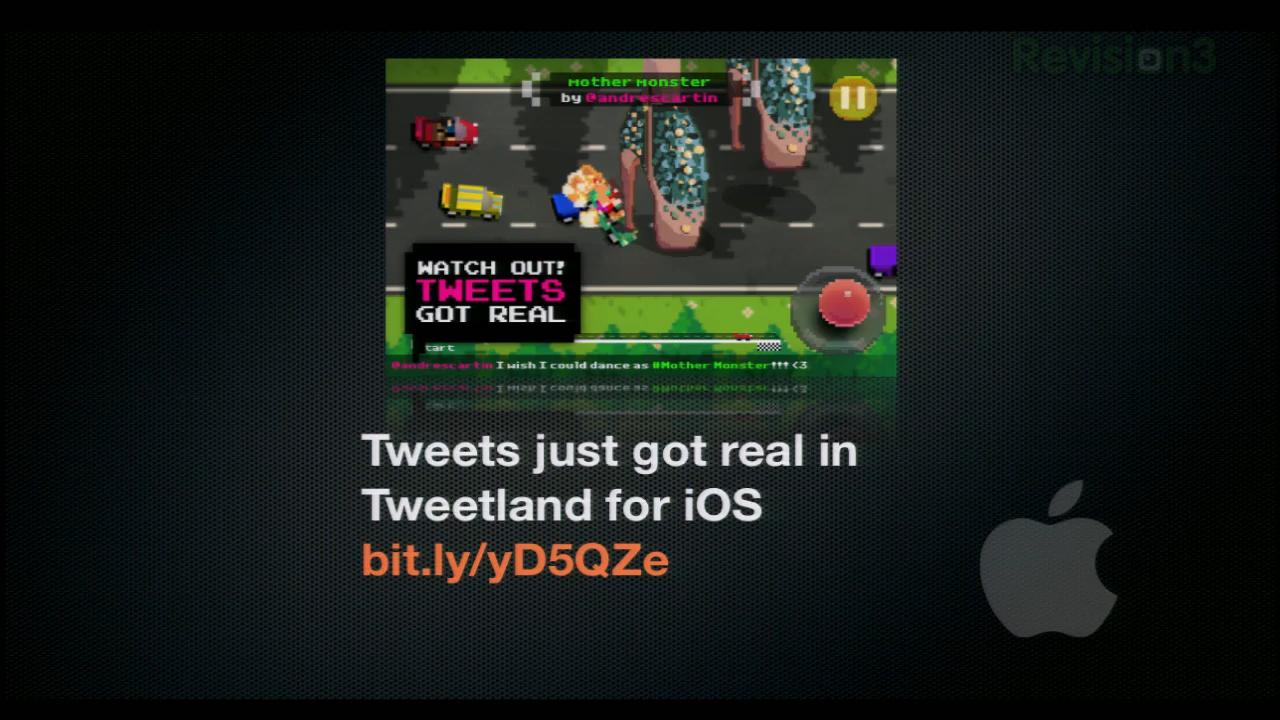 Revision3
Mother Monster
by @andrescartin
WATCH OUT!
TWEETS
GOT REAL
tart
@andrescartin I wish I could dance as #Mother Monster!!! <3
Tweets just got real in
Tweetland for iOS
bit.ly/yD5QZe